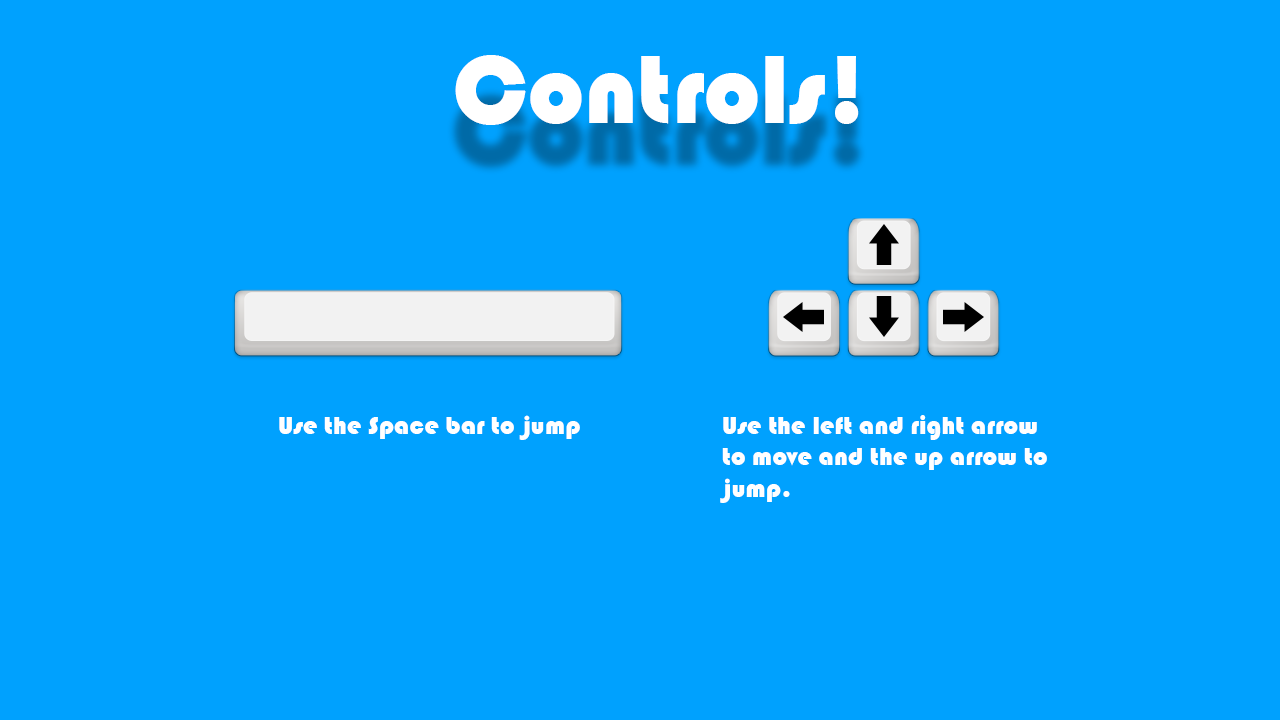 Controls!
Use the Space bar to jump
Use the left and right arrow
to move and the up arrow to
jump.